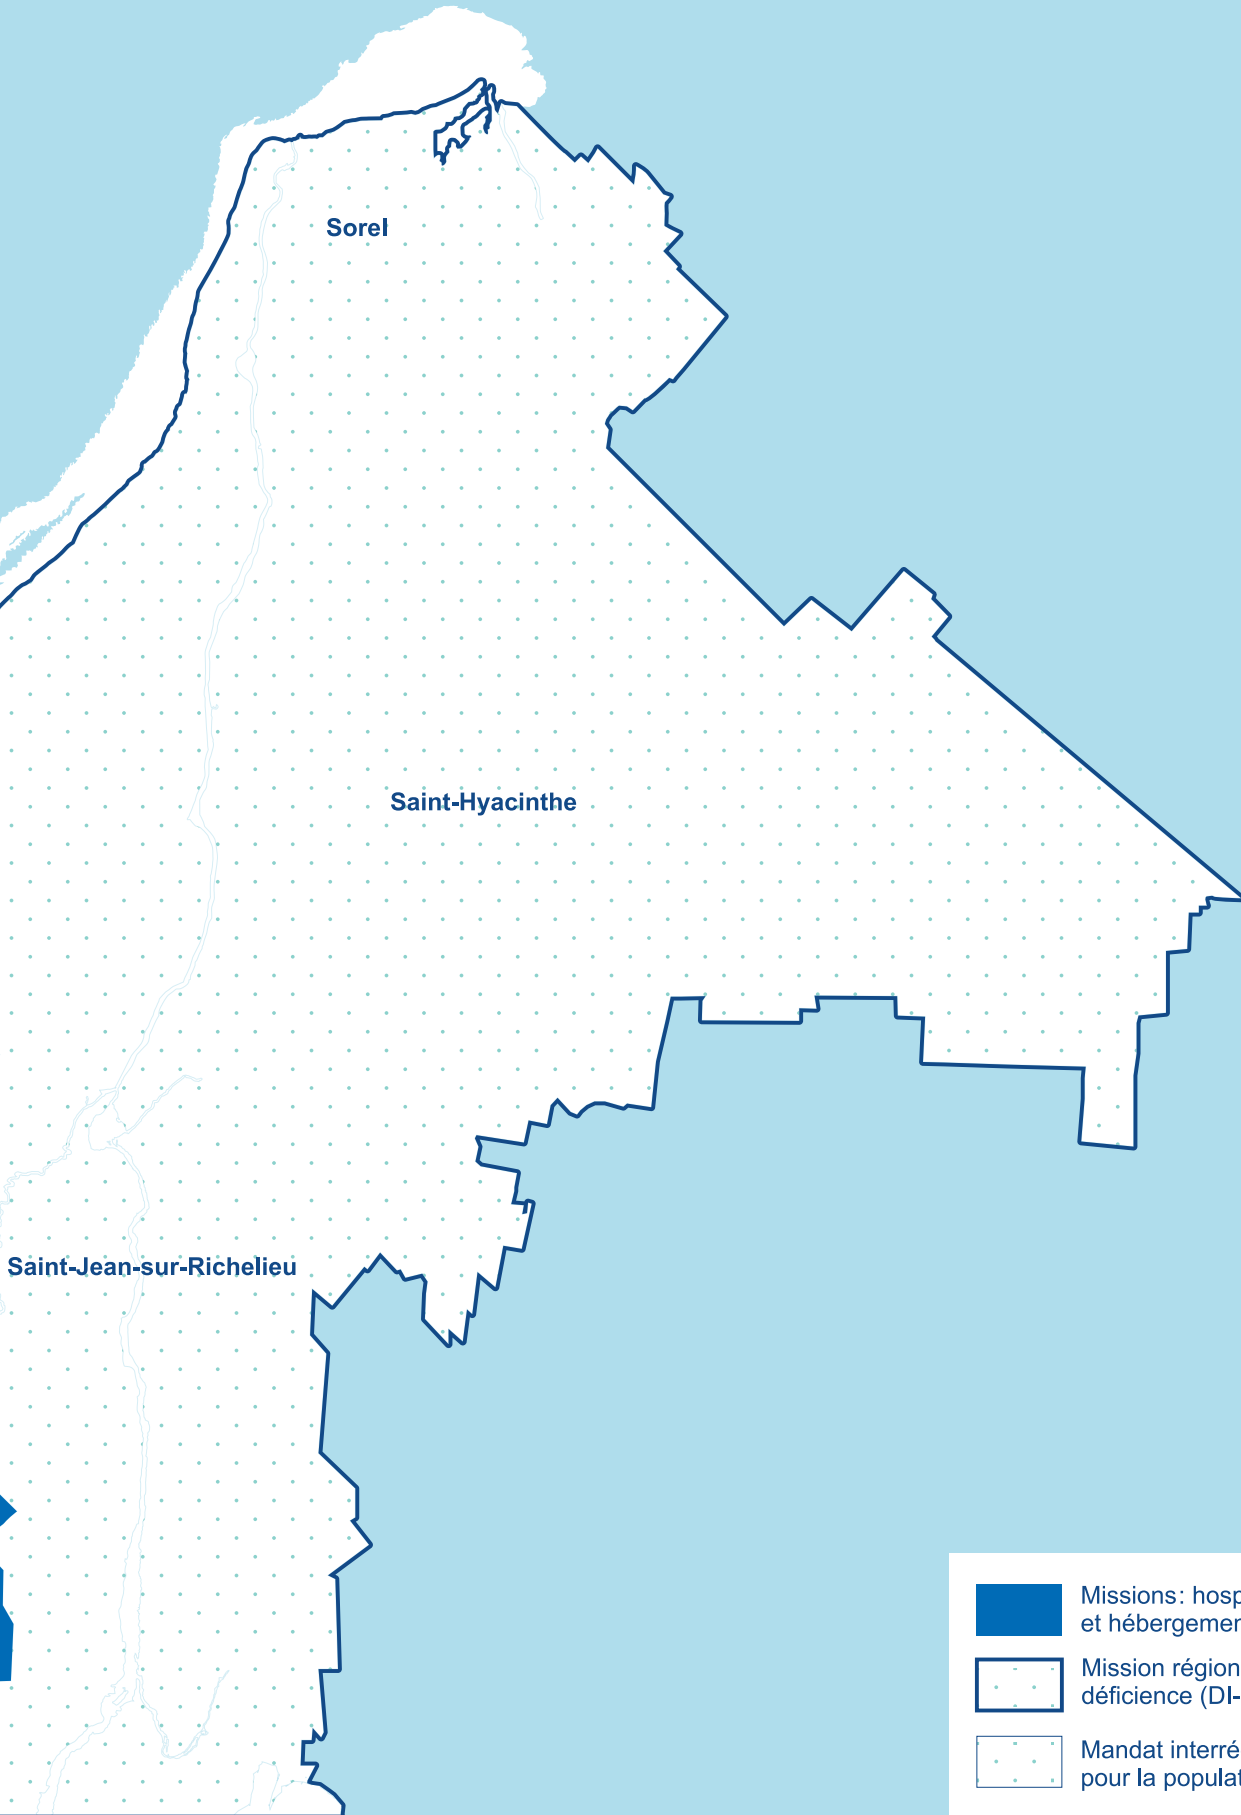 Sorel
Saint-Hyacinthe
Saint-Jean-sur-Richelieu
Missions: hosp
et hébergemen
Mission région
déficience (DI-
Mandat interré
pour la populat